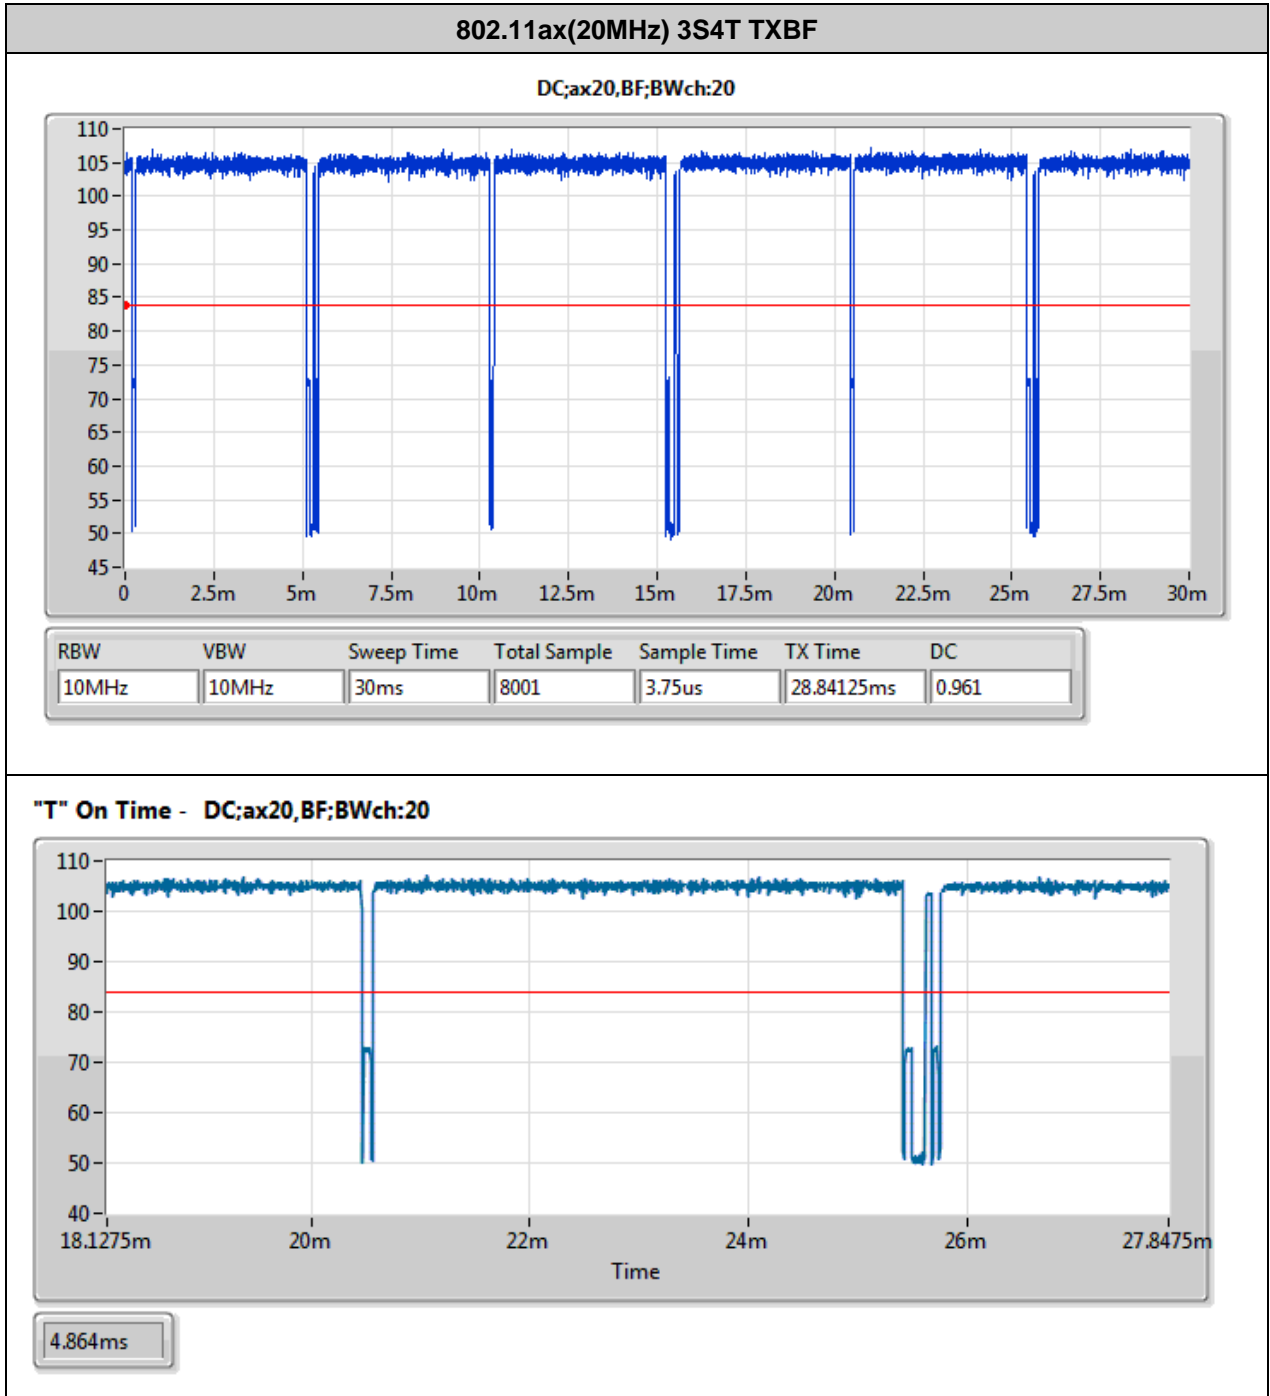 802.11ax(20MHz) 3S4T TXBF
DC;ax20,BF;BWch:20
110
105
100
95
90
85
80
75
70
65
60
55
50
45
0 2.5m 5m 7.5m 10m 12.5m 15m 17.5m 20m 22.5m 25m 27.5m 30m
RBW VBW Sweep Time Total Sample Sample Time TX Time DC
10MHz 10MHz 30ms 8001 3.75us 28.84125ms 0.961
"T" On Time - DC;ax20,BF;BWch:20
110
100
90
80
70
60
50
40
18.1275m 20m 22m 24m 26m 27.8475m
Time
4.864ms